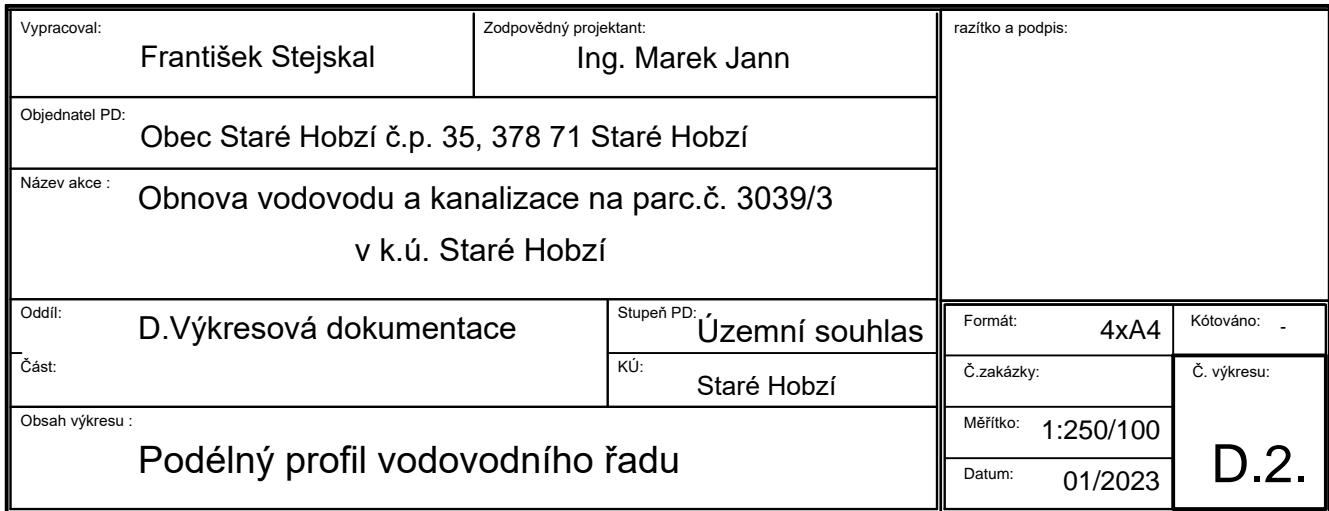 Vypracoval:
František Stejskal
Zodpovědný projektant:
Ing. Marek Jann
razítko a podpis:
Objednatel PD:
Obec Staré Hobzí č.p. 35, 378 71 Staré Hobzí
Název akce :
Obnova vodovodu a kanalizace na parc.č. 3039/3
v k.ú. Staré Hobzí
Oddíl:
D.Výkresová dokumentace
Stupeň PD:
Územní souhlas
Formát:
4xA4
Kótováno: -
Část:
KÚ:
Staré Hobzí
Č.zakázky:
Č. výkresu:
D.2.
Obsah výkresu :
Podélný profil vodovodního řadu
Měřítko:
1:250/100
Datum:
01/2023